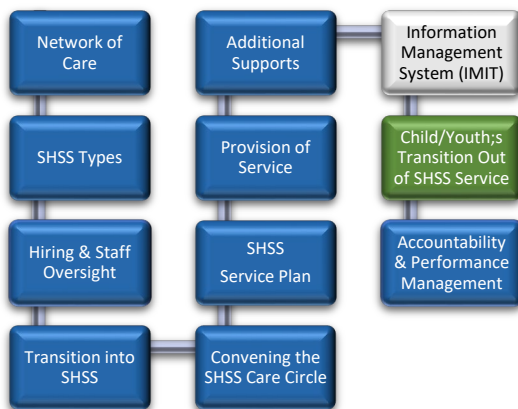 Network of
Care
SHSS Types
Hiring & Staff
Oversight
Transition into
SHSS
Convening the
SHSS Care Circle
SHSS
Service Plan
Provision of
Service
Additional
Supports
Information
Management
System (IMIT)
Child/Youth;s
Transition Out
of SHSS Service
Accountability
& Performance
Management